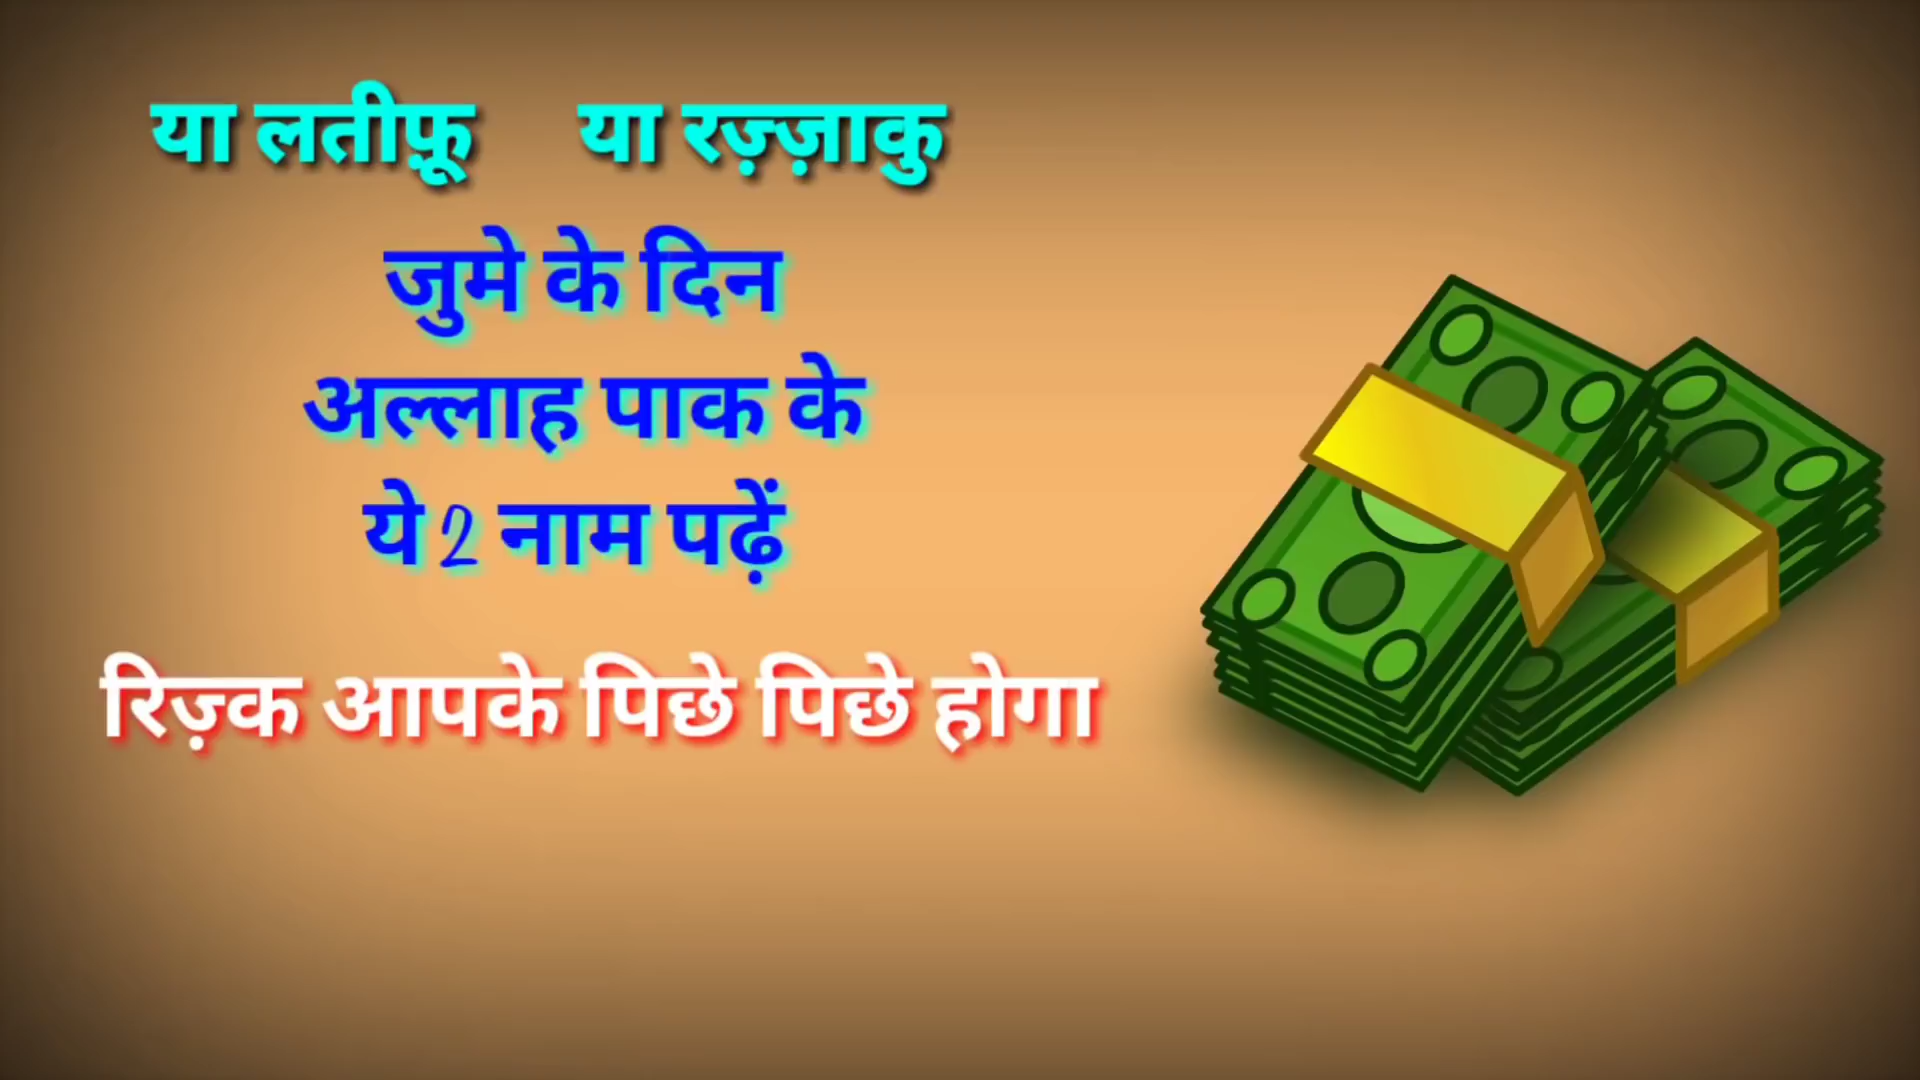 या लतीफ़ू या रज़्ज़ाकु
जुमे के दिन
अल्लाह पाक के
ये 2 नाम पढ़ें
रिज़्क आपके पिछे पिछे होगा